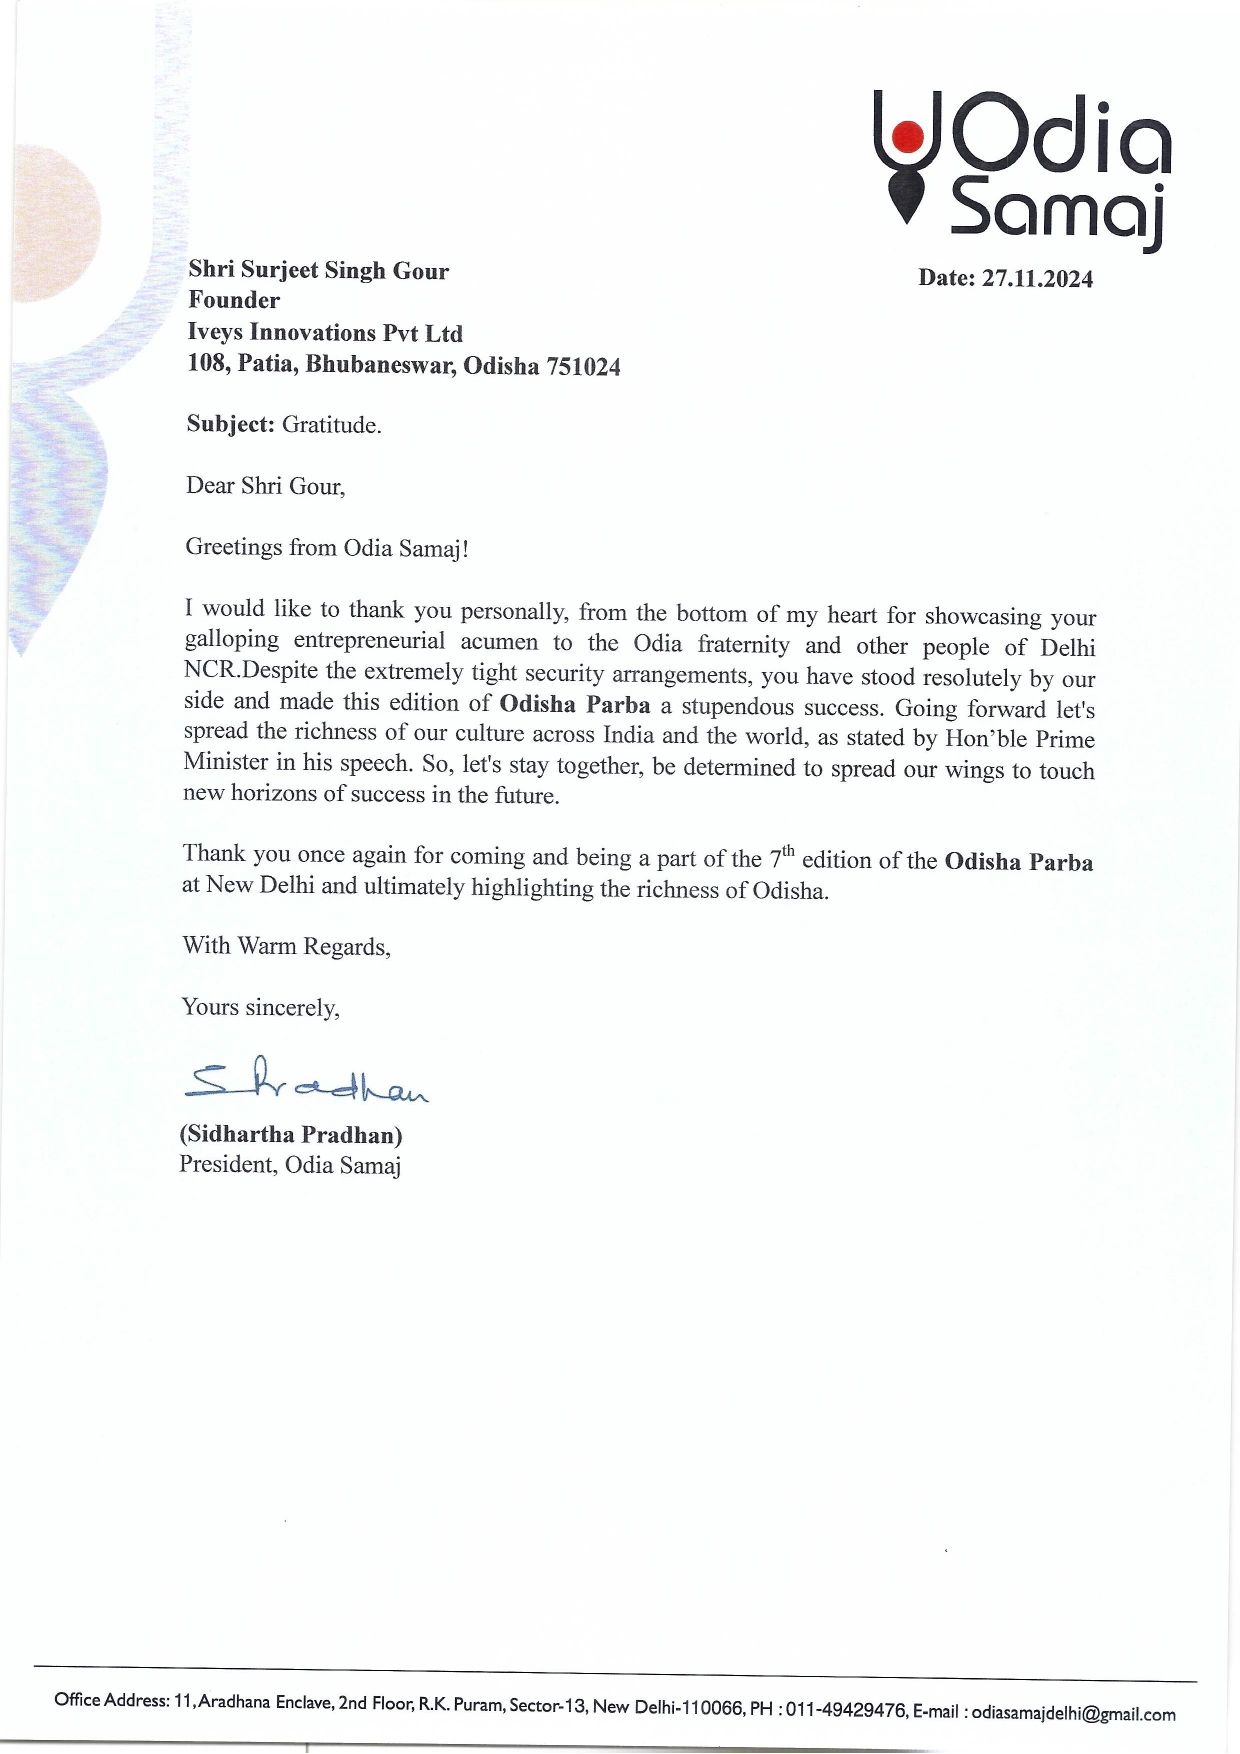 Odia
Samaj
Shri Surjeet Singh Gour
Date: 27.11.2024
Founder
Iveys Innovations Pvt Ltd
108, Patia, Bhubaneswar, Odisha 751024
Subject: Gratitude.
Dear Shri Gour,
Greetings from Odia Samaj!
I would like to thank you personally, from the bottom of my heart for showcasing your
galloping entrepreneurial acumen to the Odia fraternity and other people of Delhi
NCR.Despite the extremely tight security arrangements, you have stood resolutely by our
side and made this edition of Odisha Parba a stupendous success. Going forward let's
spread the richness of our culture across India and the world, as stated by Hon’ble Prime
Minister in his speech. So, let's stay together, be determined to spread our wings to touch
new horizons of success in the future.
Thank you once again for coming and being a part of the 7th edition of the Odisha Parba
at New Delhi and ultimately highlighting the richness of Odisha.
With Warm Regards,
Yours sincerely,
S Pradhan
(Sidhartha Pradhan)
President, Odia Samaj
Office Address: 11,Aradhana Enclave, 2nd Floor, R.K. Puram, Sector-13, New Delhi-110066, PH : 011-49429476, E-mail : odiasamajdelhi@gmail.com